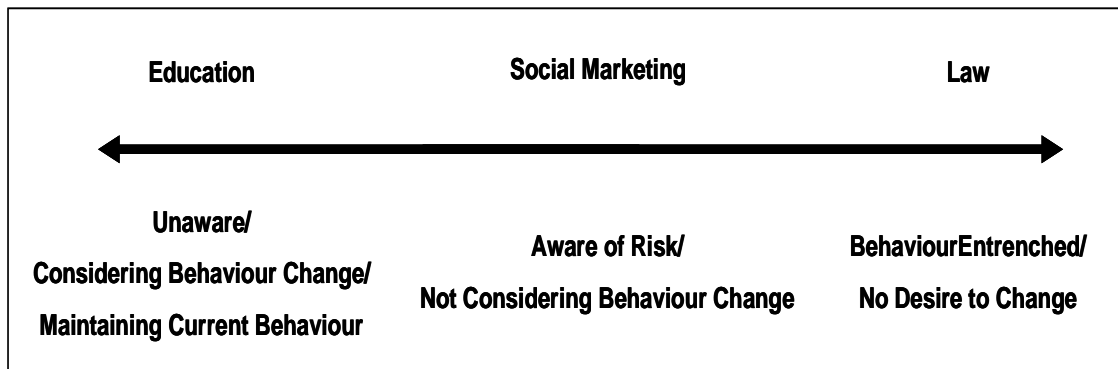 Education
Social Marketing
Law
Unaware/
Considering Behaviour Change/
Maintaining Current Behaviour
Aware of Risk/
Not Considering Behaviour Change
BehaviourEntrenched/
No Desire to Change